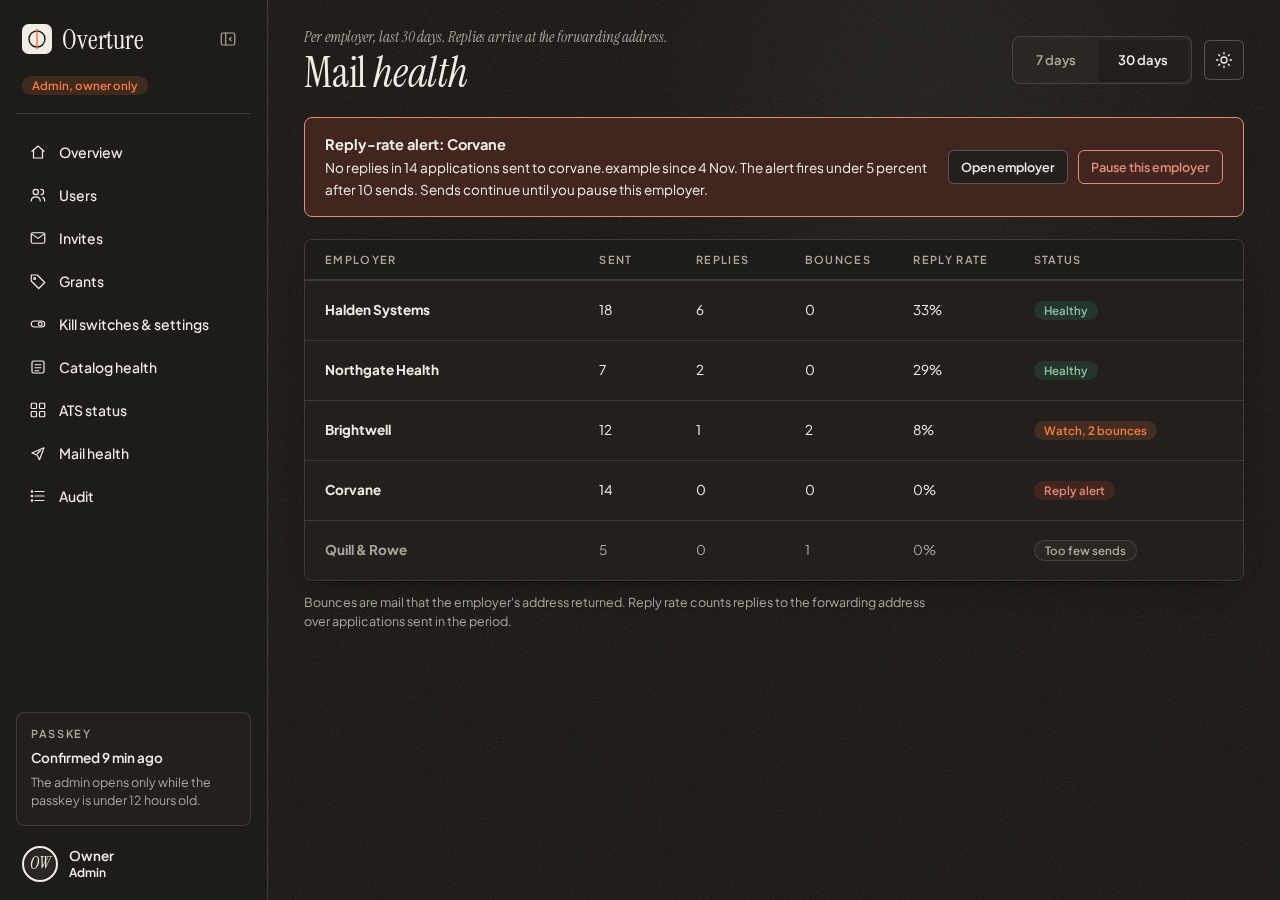 Overture
Admin, owner only
Overview
Users
Invites
Grants
Kill switches & settings
Catalog health
ATS status
Mail health
Audit
PASSKEY
Confirmed 9 min ago
The admin opens only while the
passkey is under 12 hours old.
OW
Owner
Admin
Per employer, last 30 days. Replies arrive at the forwarding address.
Mail health
7 days
30 days
Reply-rate alert: Corvane
No replies in 14 applications sent to corvane.example since 4 Nov. The alert fires under 5 percent
after 10 sends. Sends continue until you pause this employer.
Open employer
Pause this employer
EMPLOYER SENT REPLIES BOUNCES REPLY RATE STATUS
Halden Systems 18 6 0 33% Healthy
Northgate Health 7 2 0 29% Healthy
Brightwell 12 1 2 8% Watch, 2 bounces
Corvane 14 0 0 0% Reply alert
Quill & Rowe 5 0 1 0% Too few sends
Bounces are mail that the employer's address returned. Reply rate counts replies to the forwarding address
over applications sent in the period.